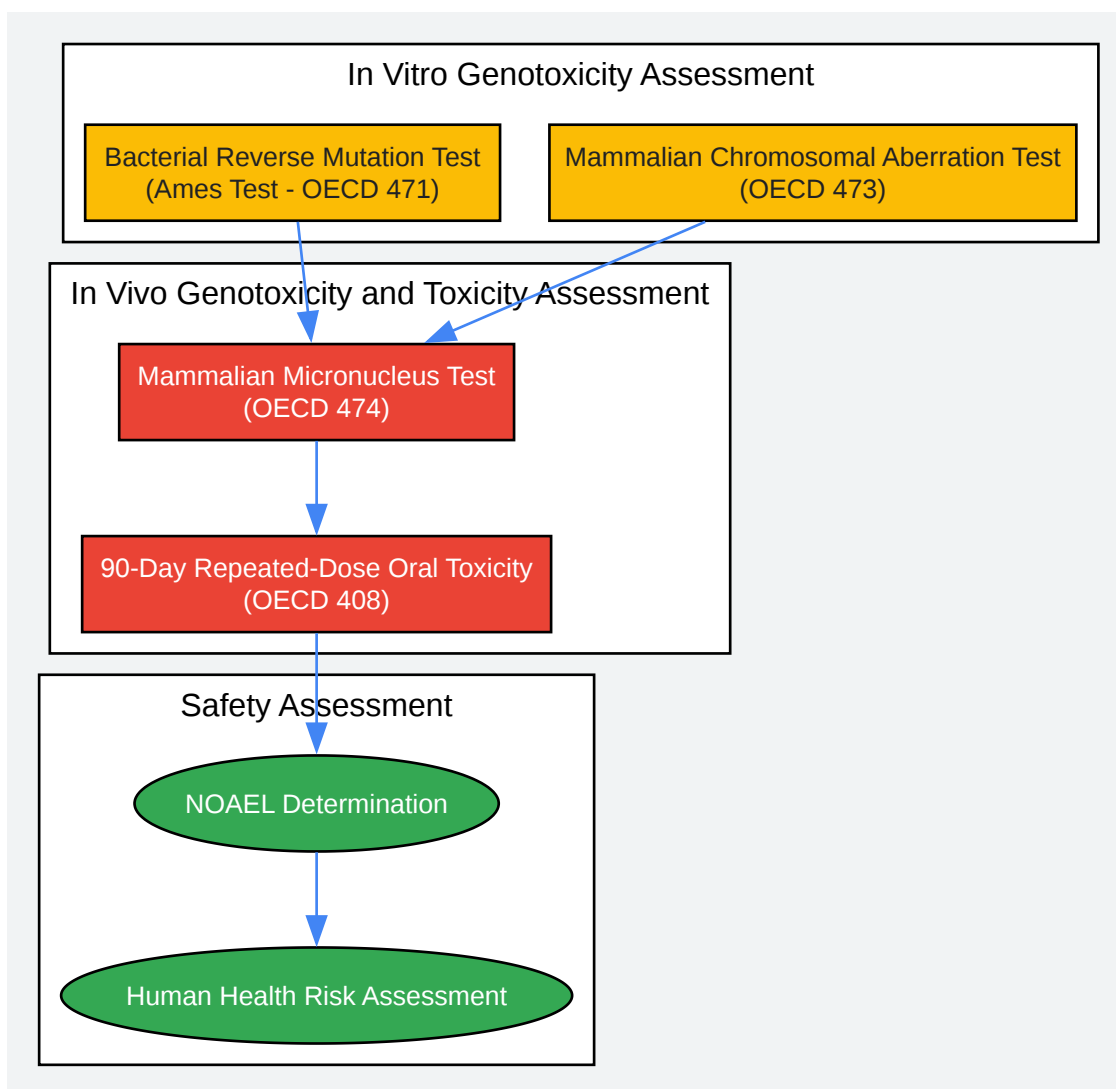 In Vitro Genotoxicity Assessment
Bacterial Reverse Mutation Test
(Ames Test - OECD 471)
Mammalian Chromosomal Aberration Test
(OECD 473)
In Vivo Genotoxicity and Toxicity Assessment
Mammalian Micronucleus Test
(OECD 474)
90-Day Repeated-Dose Oral Toxicity
(OECD 408)
Safety Assessment
NOAEL Determination
Human Health Risk Assessment